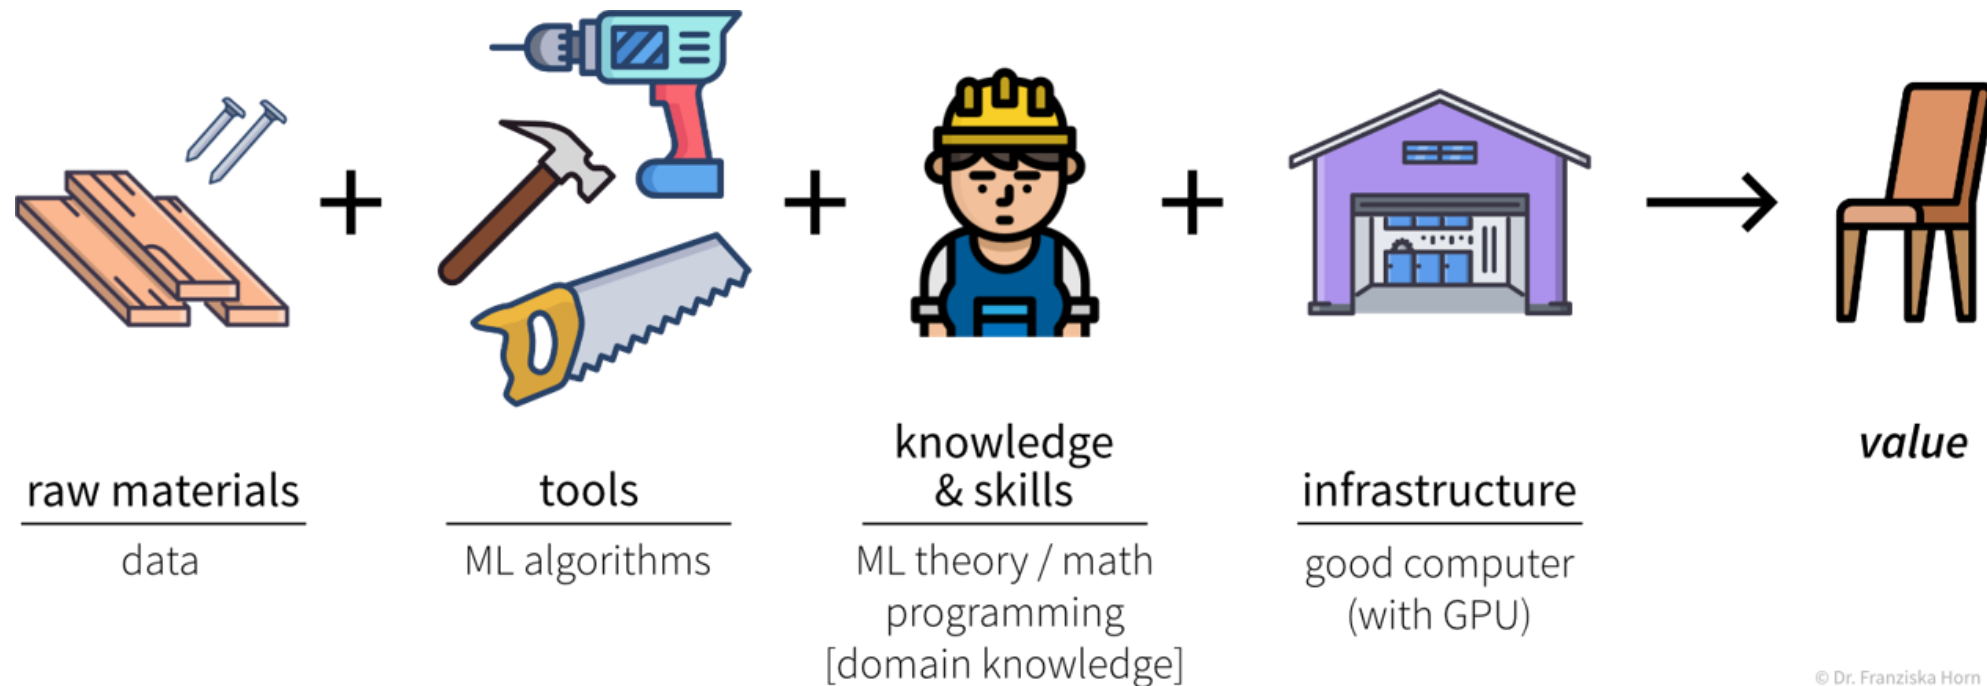 raw materials
data
tools
ML algorithms
knowledge
& skills
ML theory / math
programming
[domain knowledge]
infrastructure
good computer
(with GPU)
value
© Dr. Franziska Horn